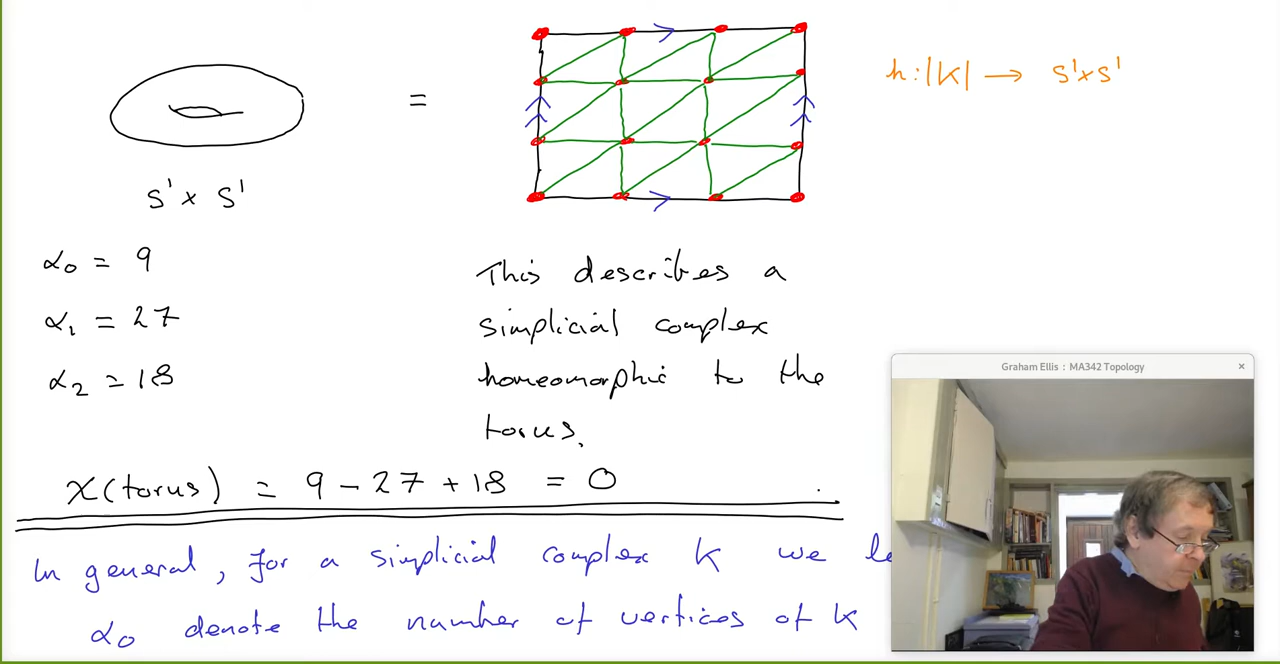 h : |K| → S¹×S¹
=
S¹ × S¹
α₀ = 9
α₁ = 27
α₂ = 18
This describes a
simplicial complex
homeomorphic to the
torus.
χ(torus) = 9 – 27 + 18 = 0
Graham Ellis : MA342 Topology
In general, for a simplicial complex K we le
α₀ denote the number of vertices of K